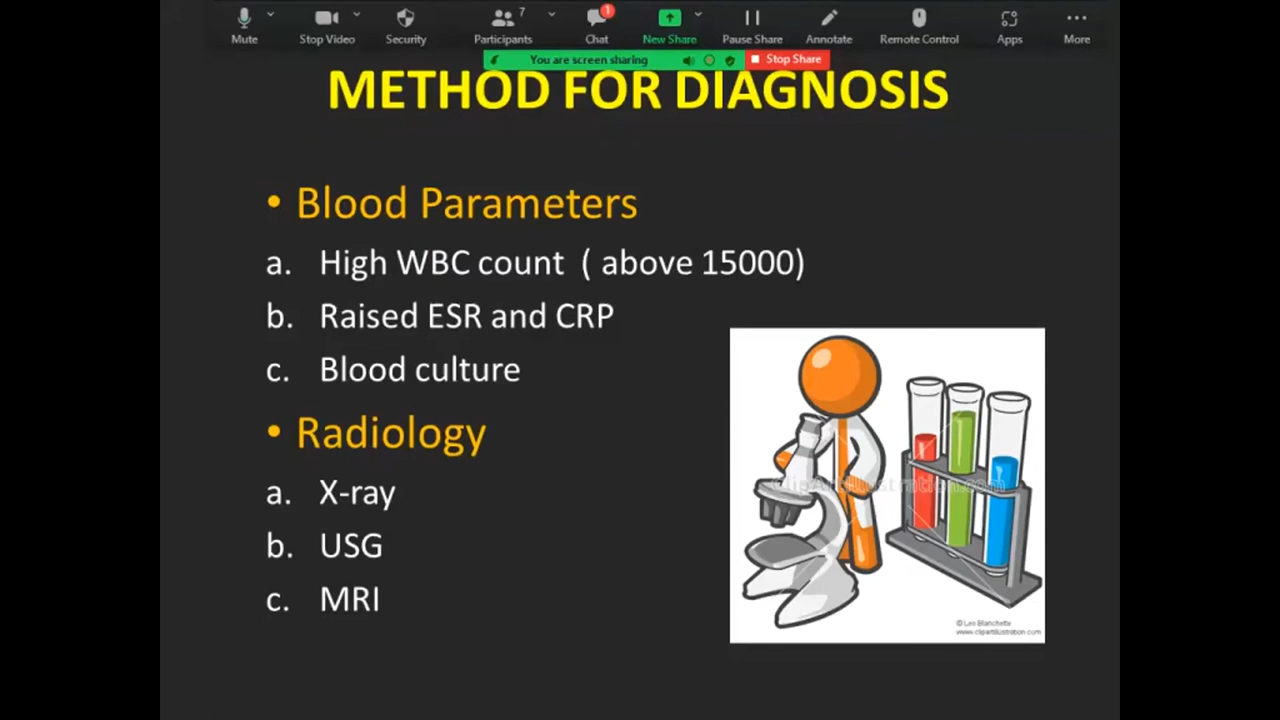 7
1
Mute Stop Video Security Participants Chat New Share Pause Share Annotate Remote Control Apps More
You are screen sharing Stop Share
METHOD FOR DIAGNOSIS
• Blood Parameters
a. High WBC count ( above 15000)
b. Raised ESR and CRP
c. Blood culture
• Radiology
a. X-ray
b. USG
c. MRI
ClipArtIllustration.com
© Leo Blanchette
www.clipartillustration.com